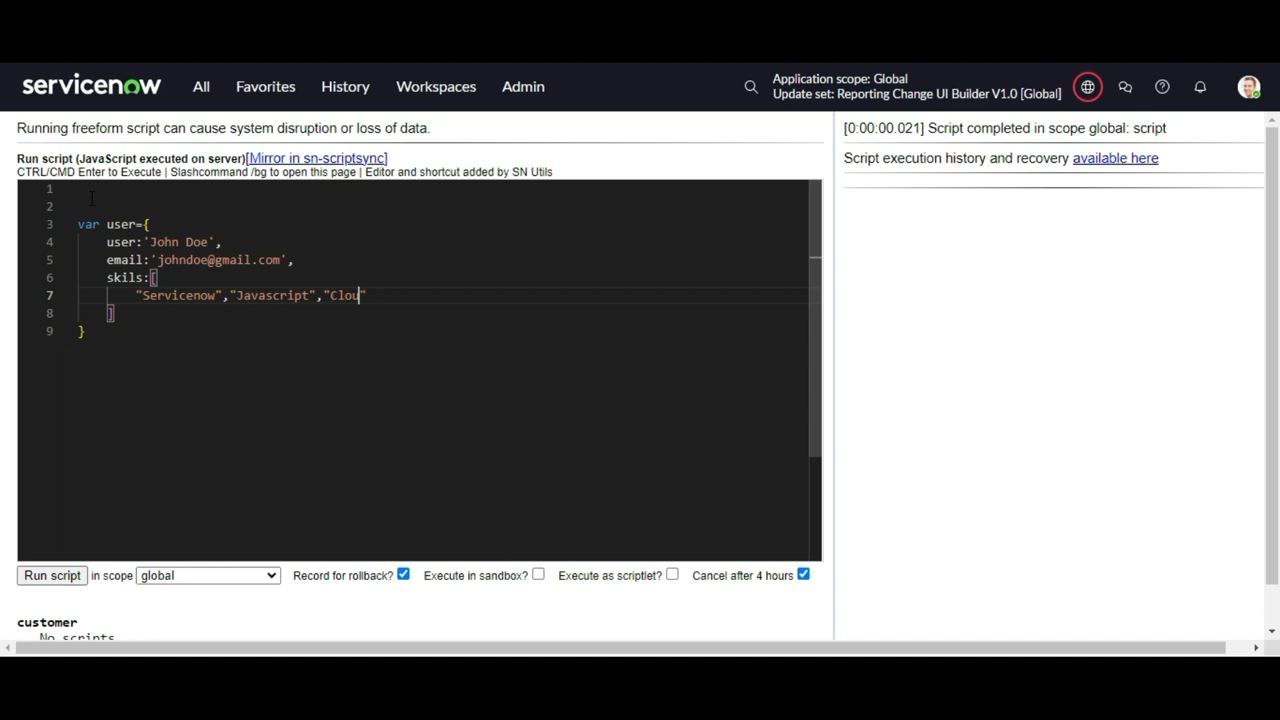 servicenow All Favorites History Workspaces Admin
Application scope: Global
Update set: Reporting Change UI Builder V1.0 [Global]
Running freeform script can cause system disruption or loss of data.
Run script (JavaScript executed on server)[Mirror in sn-scriptsync]
CTRL/CMD Enter to Execute | Slashcommand /bg to open this page | Editor and shortcut added by SN Utils
1
2
3 var user={
4 user:'John Doe',
5 email:'johndoe@gmail.com',
6 skils:[
7 "Servicenow","Javascript","Clou"
8 ]
9 }
Run script in scope global Record for rollback? Execute in sandbox? Execute as scriptlet? Cancel after 4 hours
customer
No scripts
[0:00:00.021] Script completed in scope global: script
Script execution history and recovery available here